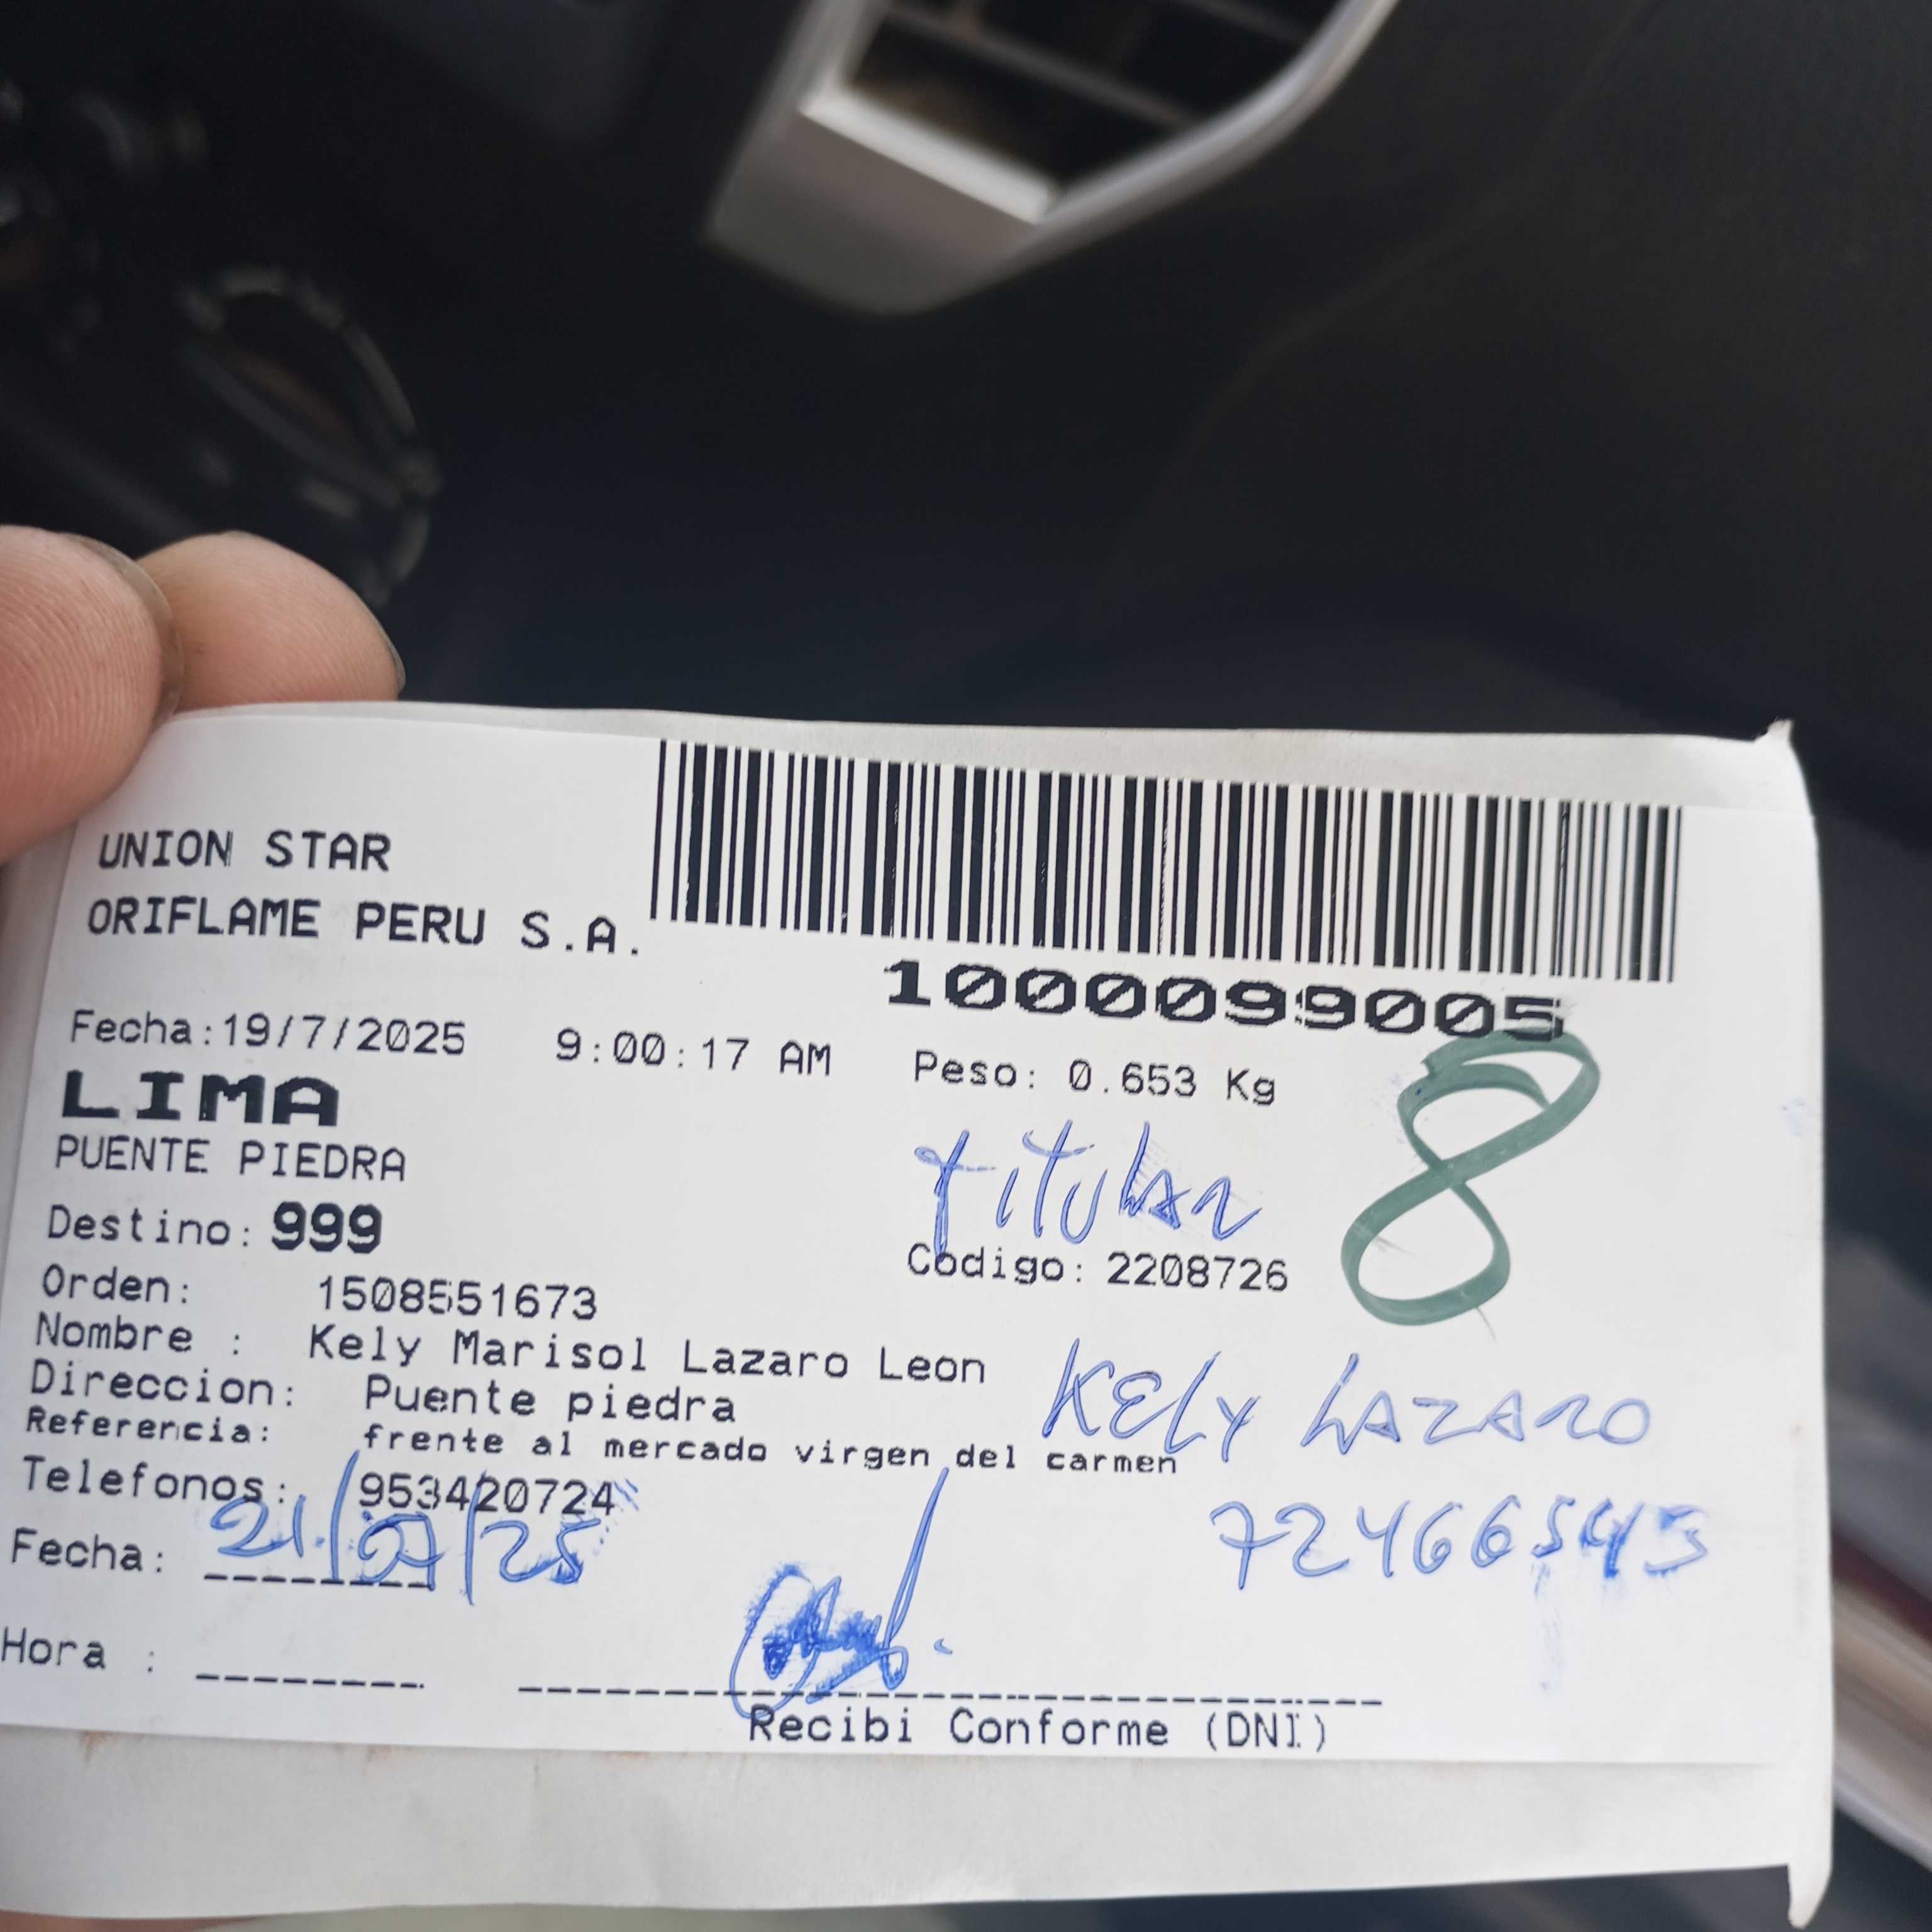 UNION STAR
ORIFLAME PERU S.A.
1000099005
Fecha:19/7/2025 9:00:17 AM Peso: 0.653 Kg
8
LIMA
PUENTE PIEDRA
titular
Destino: 999
Codigo: 2208726
Orden: 1508551673
Nombre : Kely Marisol Lazaro Leon
KELY LAZARO
Direccion: Puente piedra
Referencia: frente al mercado virgen del carmen
Telefonos: 953420724
72466543
Fecha: 21/07/25
Hora :
Recibi Conforme (DNI)